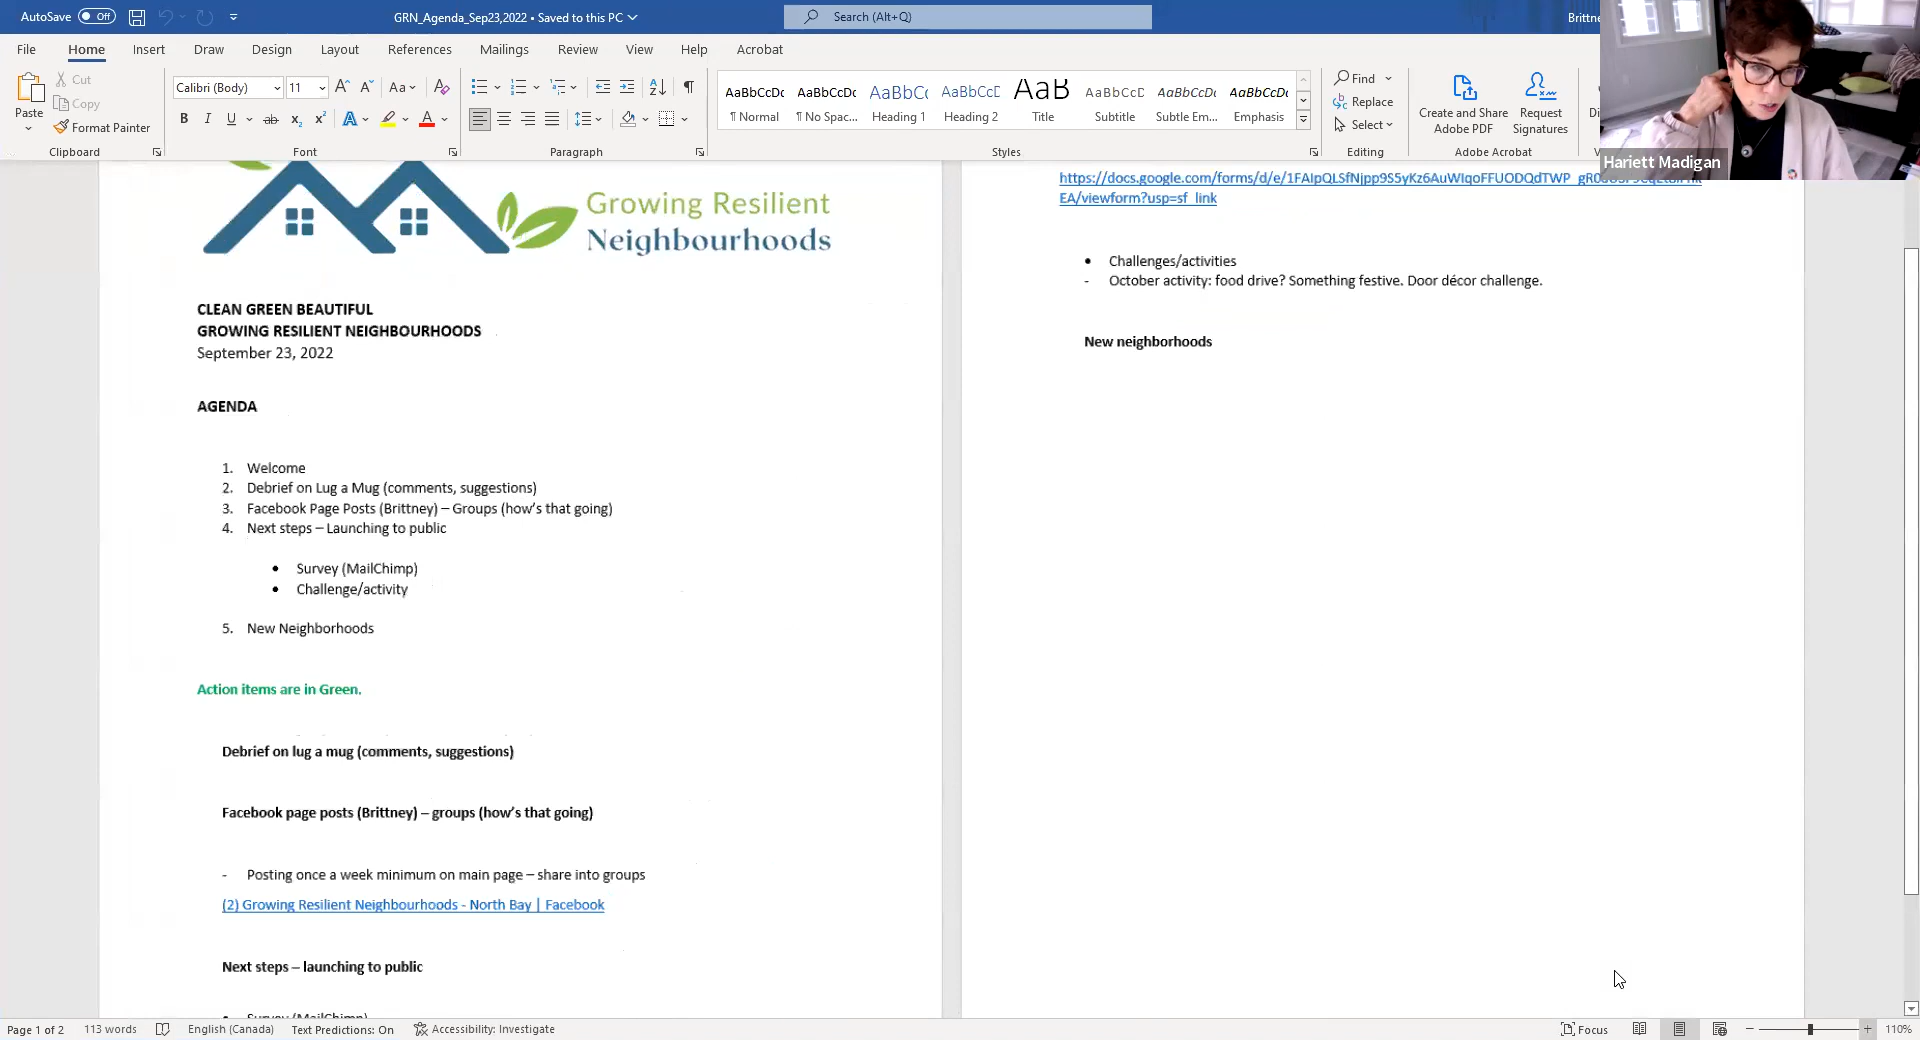 AutoSave Off GRN_Agenda_Sep23,2022 • Saved to this PC Search (Alt+Q)
File Home Insert Draw Design Layout References Mailings Review View Help Acrobat
Paste
Cut
Copy
Format Painter
Clipboard
Calibri (Body) 11
Font
Paragraph
AaBbCcDc AaBbCcDc AaBbC AaBbCcD AaB AaBbCcD AaBbCcDc AaBbCcDc
¶ Normal ¶ No Spac... Heading 1 Heading 2 Title Subtitle Subtle Em... Emphasis
Styles
Find
Replace
Select
Editing
Create and Share
Adobe PDF
Request
Signatures
Adobe Acrobat
Hariett Madigan
Growing Resilient
Neighbourhoods
CLEAN GREEN BEAUTIFUL
GROWING RESILIENT NEIGHBOURHOODS
September 23, 2022
AGENDA
1. Welcome
2. Debrief on Lug a Mug (comments, suggestions)
3. Facebook Page Posts (Brittney) – Groups (how's that going)
4. Next steps – Launching to public
• Survey (MailChimp)
• Challenge/activity
5. New Neighborhoods
Action items are in Green.
Debrief on lug a mug (comments, suggestions)
Facebook page posts (Brittney) – groups (how's that going)
- Posting once a week minimum on main page – share into groups
(2) Growing Resilient Neighbourhoods - North Bay | Facebook
Next steps – launching to public
• Survey (MailChimp)
EA/viewform?usp=sf_link
• Challenges/activities
- October activity: food drive? Something festive. Door décor challenge.
New neighborhoods
Page 1 of 2 113 words English (Canada) Text Predictions: On Accessibility: Investigate Focus 110%